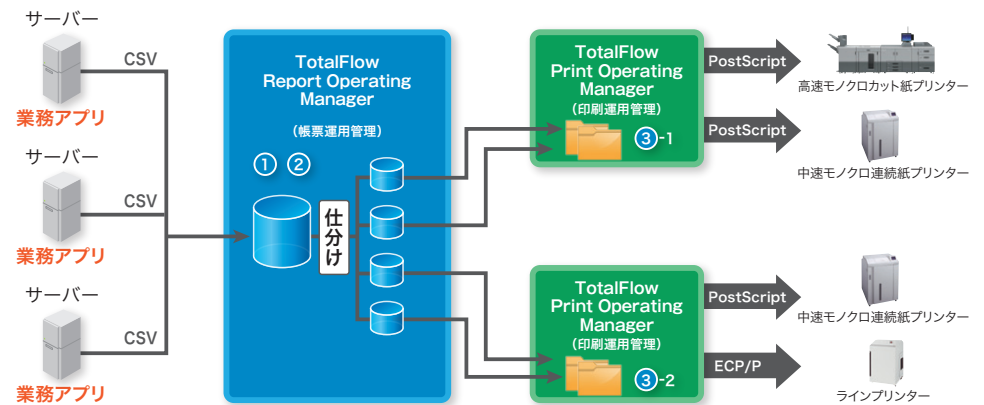 サーバー
CSV
業務アプリ
サーバー
CSV
業務アプリ
サーバー
CSV
業務アプリ
TotalFlow
Report Operating
Manager
(帳票運用管理)
① ②
仕分け
TotalFlow
Print Operating
Manager
(印刷運用管理)
③-1
PostScript
高速モノクロカット紙プリンター
PostScript
中速モノクロ連続紙プリンター
TotalFlow
Print Operating
Manager
(印刷運用管理)
③-2
PostScript
中速モノクロ連続紙プリンター
ECP/P
ラインプリンター